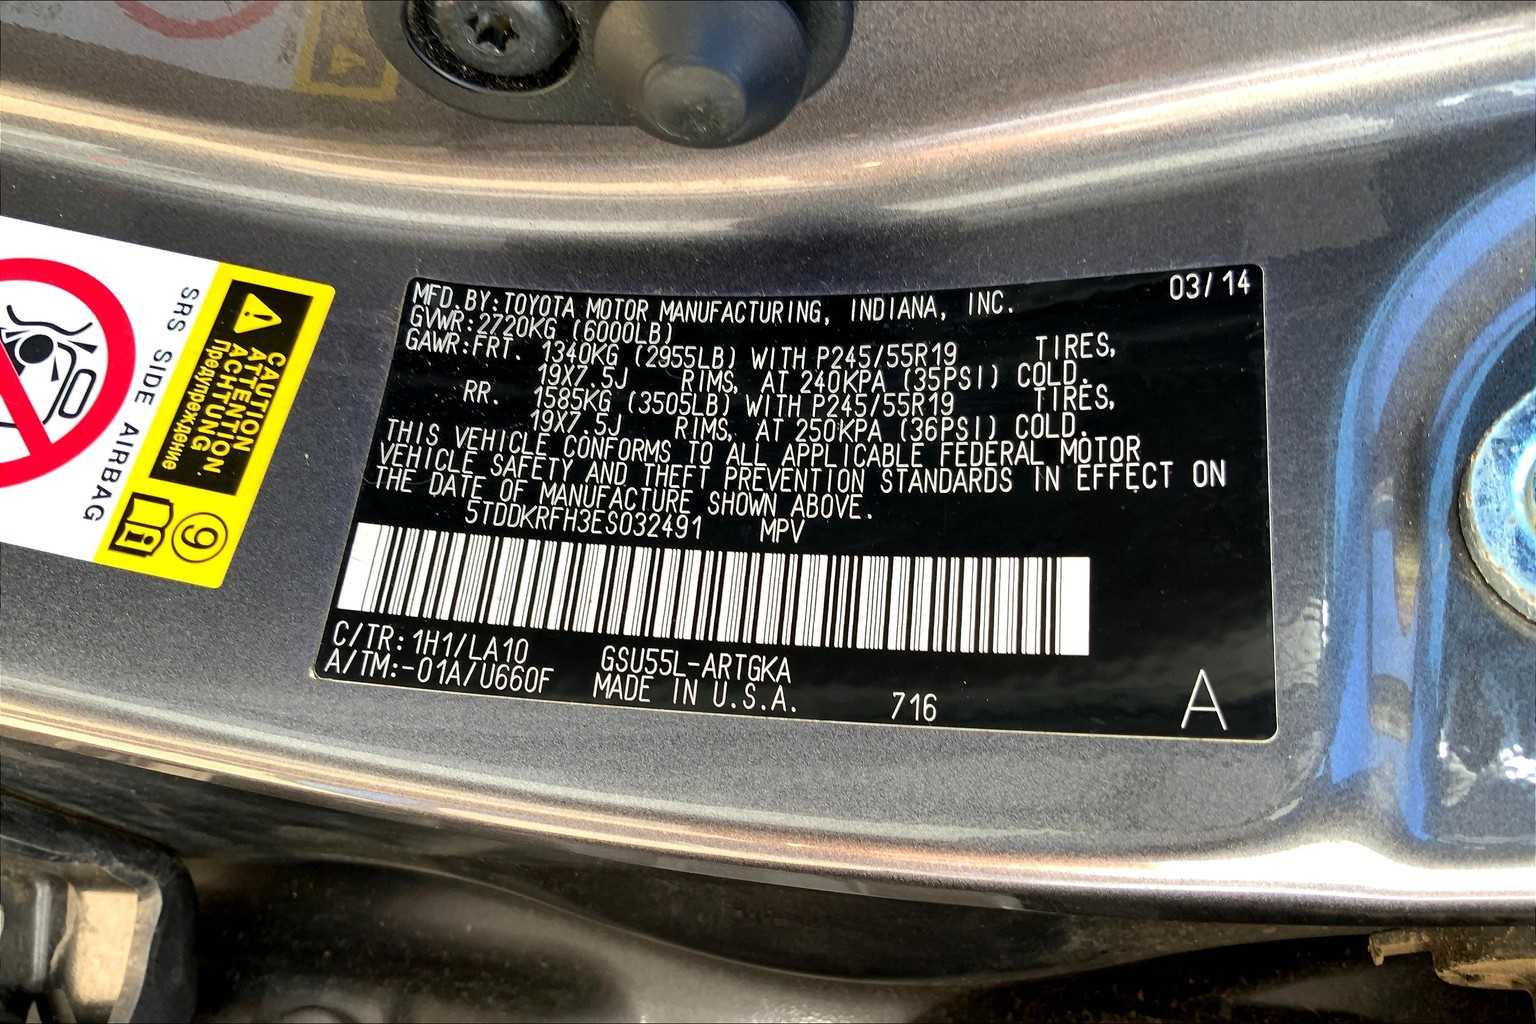 MFD.BY:TOYOTA MOTOR MANUFACTURING, INDIANA, INC. 03/14
GVWR:2720KG (6000LB)
GAWR:FRT. 1340KG (2955LB) WITH P245/55R19 TIRES,
19X7.5J RIMS, AT 240KPA (35PSI) COLD.
RR. 1585KG (3505LB) WITH P245/55R19 TIRES,
19X7.5J RIMS, AT 250KPA (36PSI) COLD.
THIS VEHICLE CONFORMS TO ALL APPLICABLE FEDERAL MOTOR
VEHICLE SAFETY AND THEFT PREVENTION STANDARDS IN EFFECT ON
THE DATE OF MANUFACTURE SHOWN ABOVE.
5TDDKRFH3ES032491 MPV
C/TR:1H1/LA10 GSU55L-ARTGKA
A/TM:-01A/U660F MADE IN U.S.A. 716 A
SRS SIDE AIRBAG
CAUTION
ATTENTION
ACHTUNG
Предупреждение
9